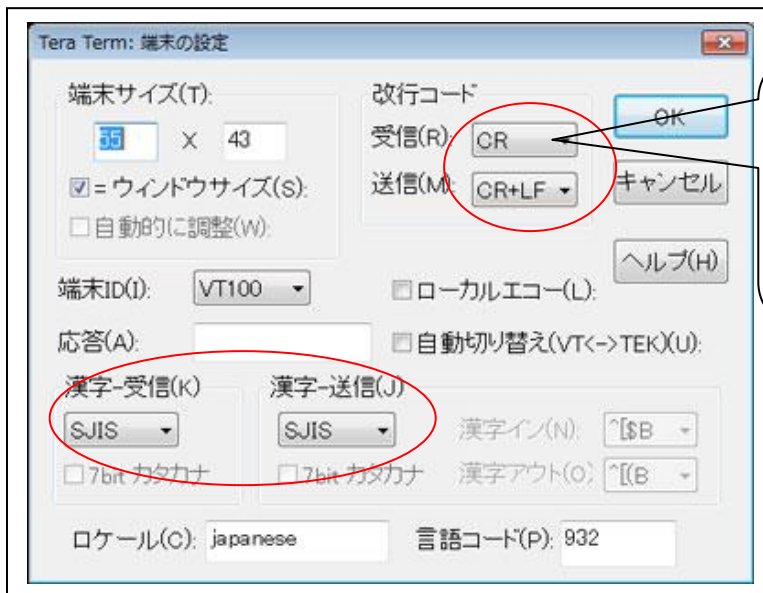 Tera Term: 端末の設定
端末サイズ(T):
55 X 43
= ウィンドウサイズ(S):
自動的に調整(W):
改行コード
受信(R): CR
送信(M): CR+LF
OK
キャンセル
ヘルプ(H)
端末ID(I): VT100
ローカルエコー(L):
応答(A):
自動切り替え(VT<->TEK)(U):
漢字-受信(K)
SJIS
7bit カタカナ
漢字-送信(J)
SJIS
7bit カタカナ
漢字イン(N): ^[$B
漢字アウト(O): ^[(B
ロケール(C): japanese
言語コード(P): 932